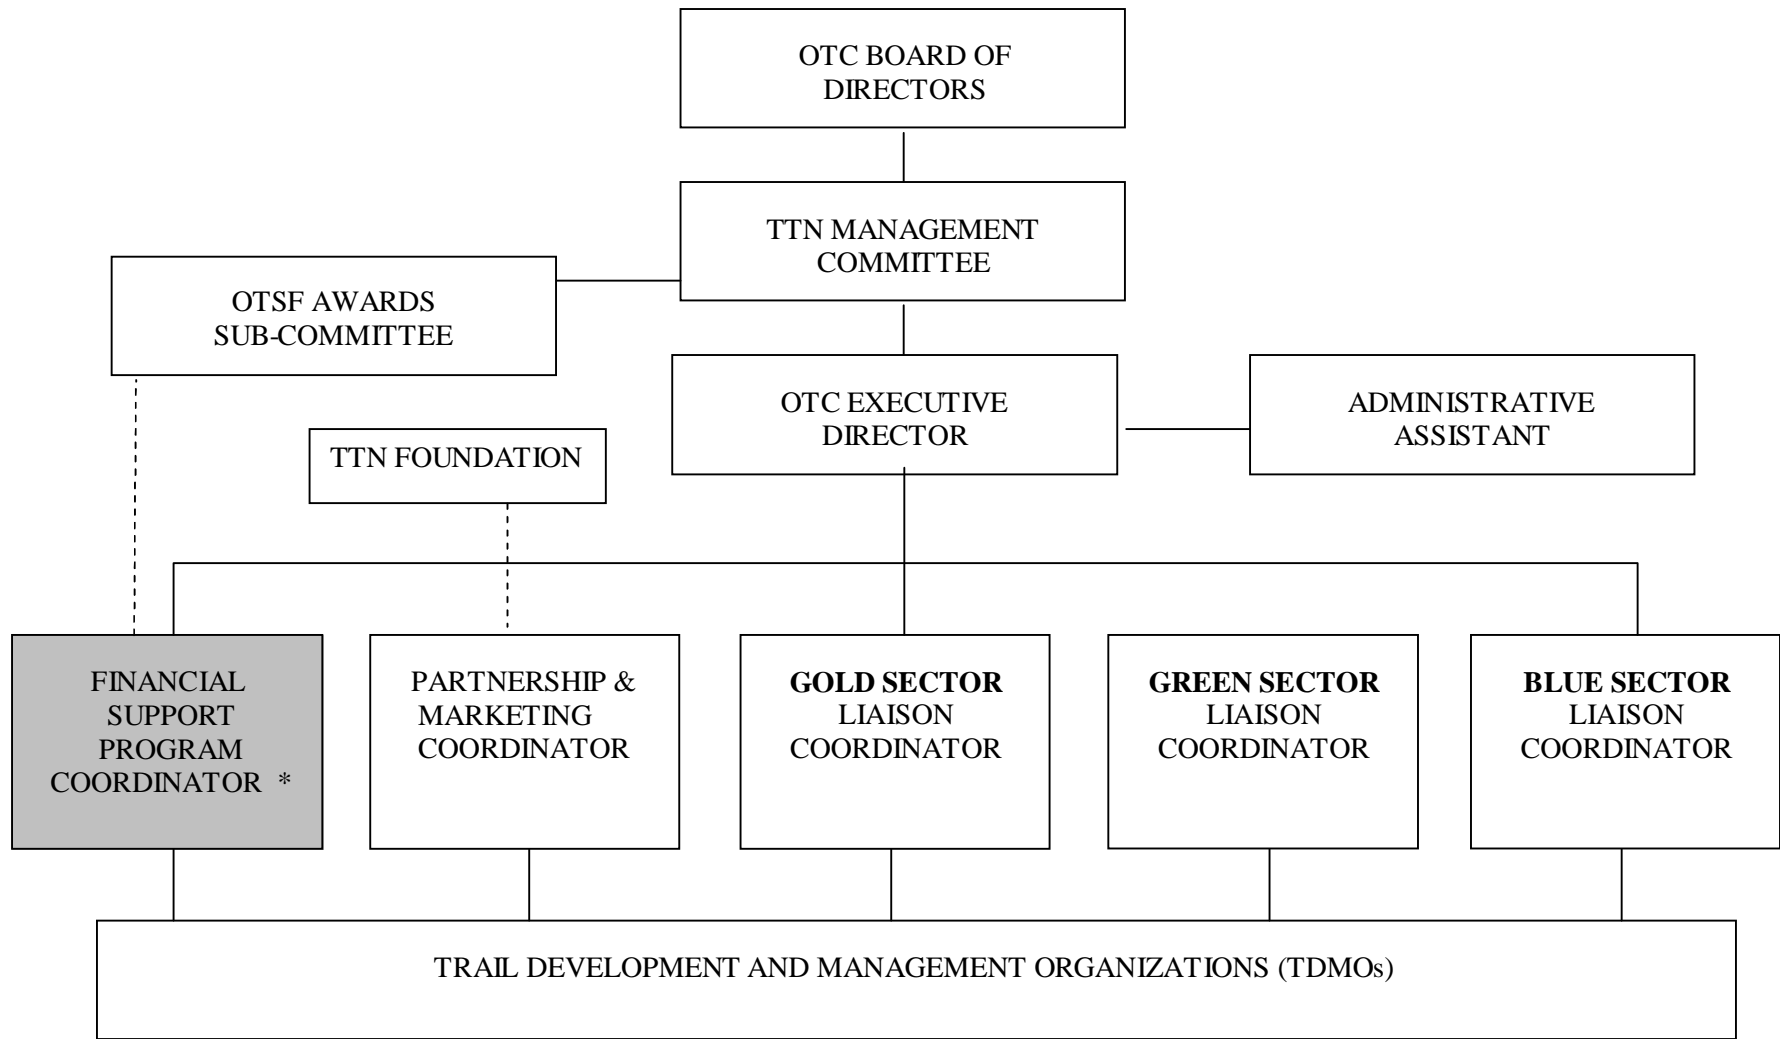 OTC BOARD OF
DIRECTORS
TTN MANAGEMENT
COMMITTEE
OTSF AWARDS
SUB-COMMITTEE
OTC EXECUTIVE
DIRECTOR
ADMINISTRATIVE
ASSISTANT
TTN FOUNDATION
FINANCIAL
SUPPORT
PROGRAM
COORDINATOR *
PARTNERSHIP &
MARKETING
COORDINATOR
GOLD SECTOR
LIAISON
COORDINATOR
GREEN SECTOR
LIAISON
COORDINATOR
BLUE SECTOR
LIAISON
COORDINATOR
TRAIL DEVELOPMENT AND MANAGEMENT ORGANIZATIONS (TDMOs)